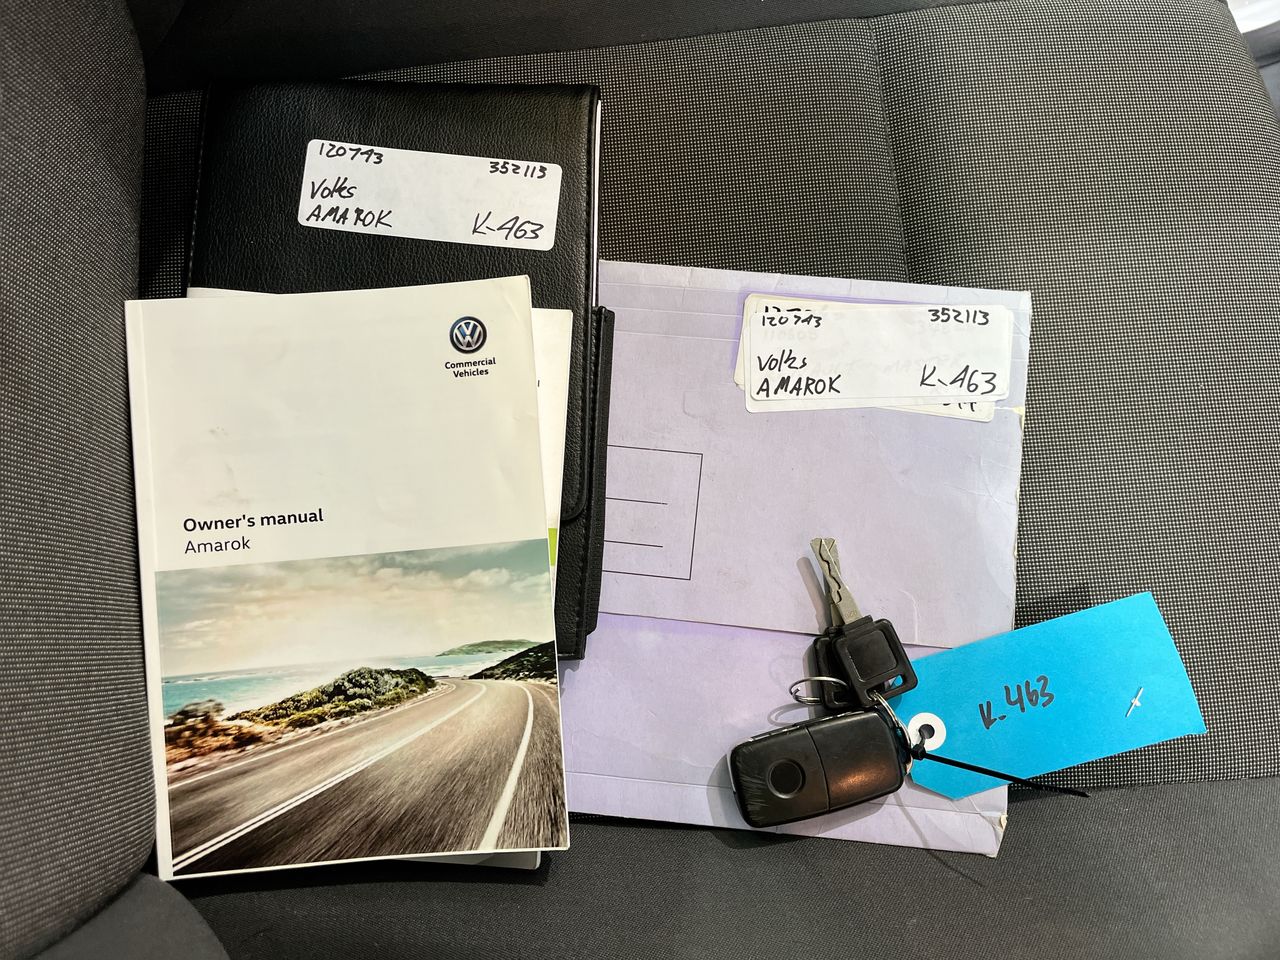 120743 352113
Volks
AMAROK K-463
Commercial
Vehicles
Owner's manual
Amarok
120743 352113
Volks
AMAROK K-463
K-463